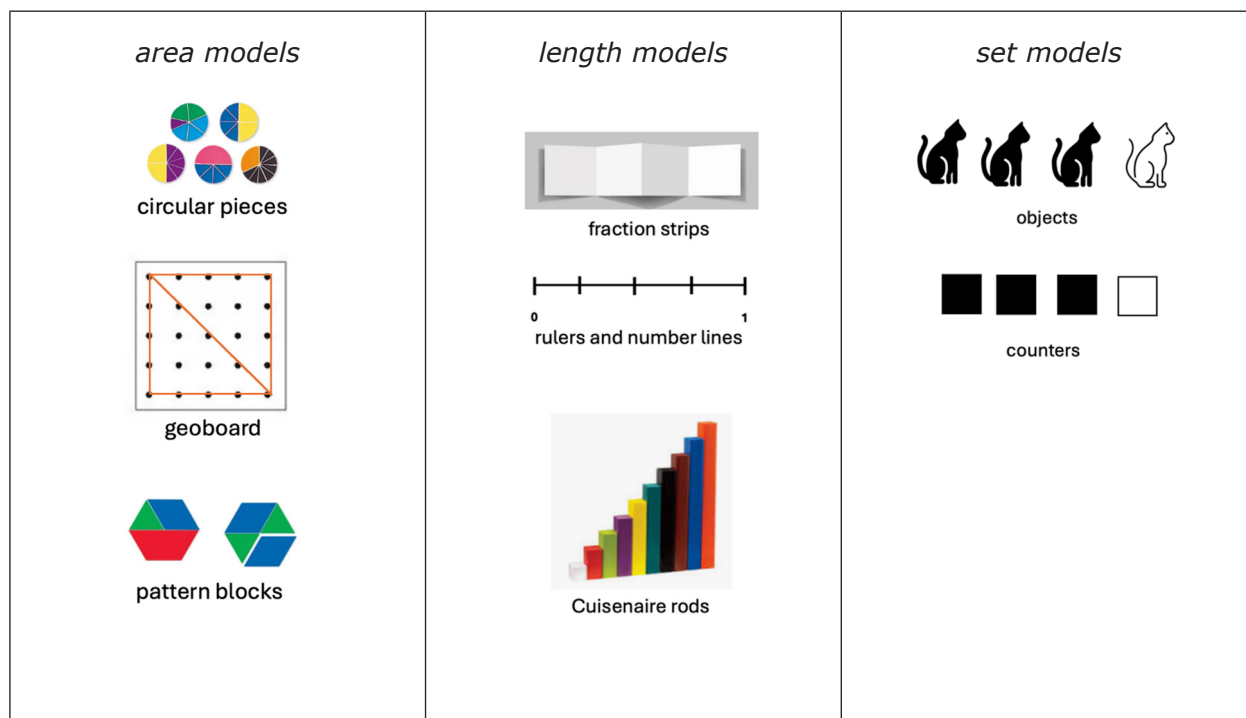 area models
circular pieces
geoboard
pattern blocks
length models
fraction strips
0
1
rulers and number lines
Cuisenaire rods
set models
objects
counters